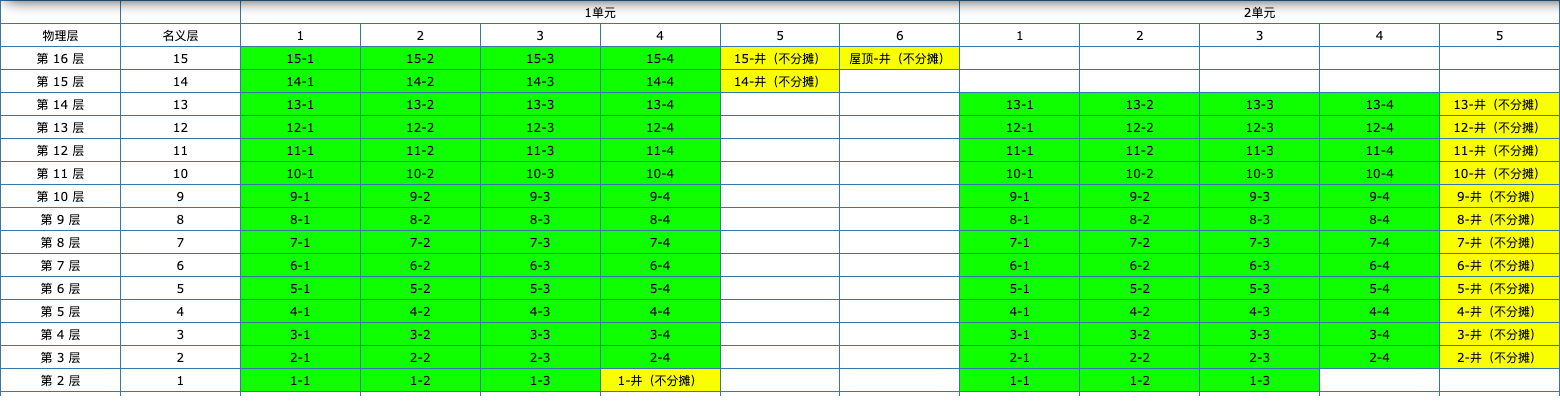 1单元 2单元
物理层 名义层 1 2 3 4 5 6 1 2 3 4 5
第 16 层 15 15-1 15-2 15-3 15-4 15-井（不分摊） 屋顶-井（不分摊）
第 15 层 14 14-1 14-2 14-3 14-4 14-井（不分摊）
第 14 层 13 13-1 13-2 13-3 13-4 13-1 13-2 13-3 13-4 13-井（不分摊）
第 13 层 12 12-1 12-2 12-3 12-4 12-1 12-2 12-3 12-4 12-井（不分摊）
第 12 层 11 11-1 11-2 11-3 11-4 11-1 11-2 11-3 11-4 11-井（不分摊）
第 11 层 10 10-1 10-2 10-3 10-4 10-1 10-2 10-3 10-4 10-井（不分摊）
第 10 层 9 9-1 9-2 9-3 9-4 9-1 9-2 9-3 9-4 9-井（不分摊）
第 9 层 8 8-1 8-2 8-3 8-4 8-1 8-2 8-3 8-4 8-井（不分摊）
第 8 层 7 7-1 7-2 7-3 7-4 7-1 7-2 7-3 7-4 7-井（不分摊）
第 7 层 6 6-1 6-2 6-3 6-4 6-1 6-2 6-3 6-4 6-井（不分摊）
第 6 层 5 5-1 5-2 5-3 5-4 5-1 5-2 5-3 5-4 5-井（不分摊）
第 5 层 4 4-1 4-2 4-3 4-4 4-1 4-2 4-3 4-4 4-井（不分摊）
第 4 层 3 3-1 3-2 3-3 3-4 3-1 3-2 3-3 3-4 3-井（不分摊）
第 3 层 2 2-1 2-2 2-3 2-4 2-1 2-2 2-3 2-4 2-井（不分摊）
第 2 层 1 1-1 1-2 1-3 1-井（不分摊） 1-1 1-2 1-3